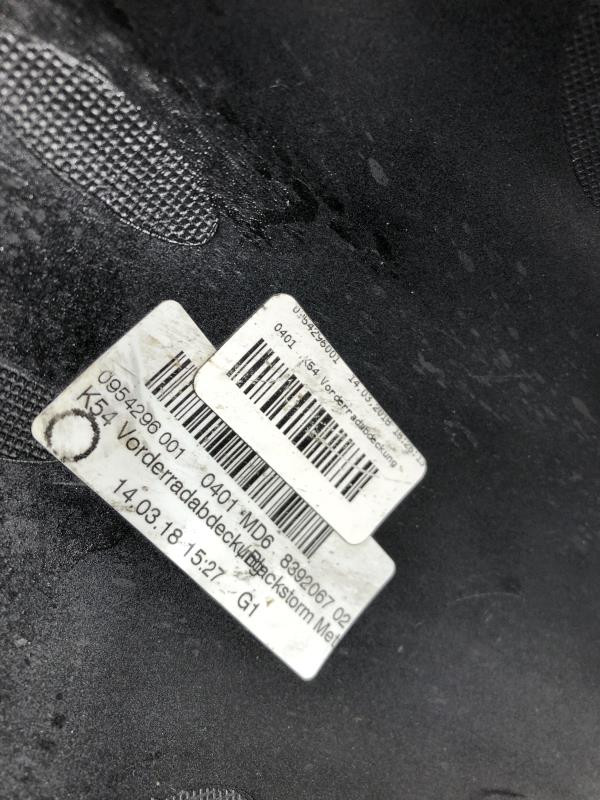 0954296001 14.03.2018
0401 K54 Vorderradabdeckung
0954296 001 0401 MD6 8392067 02
K54 Vorderradabdeckung Blackstorm Met
14.03.18 15:27 G1